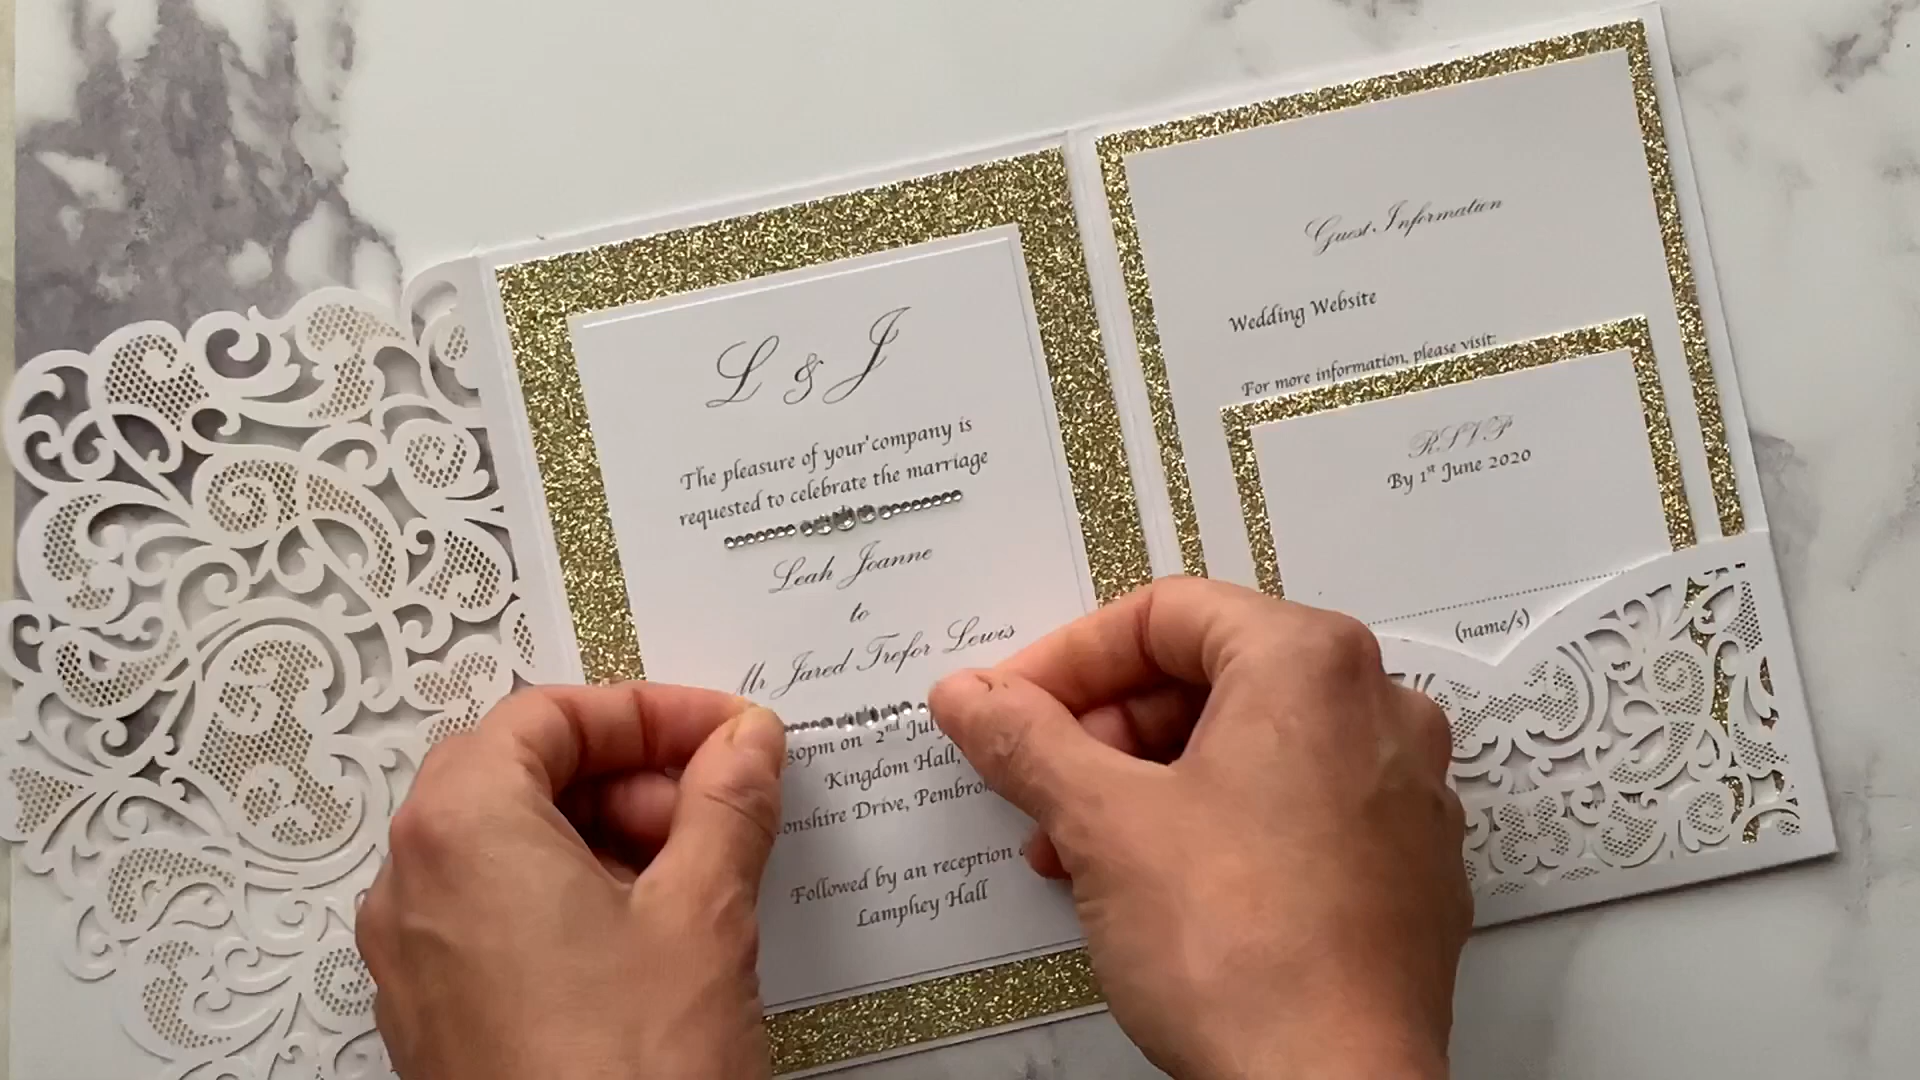 L & J
The pleasure of your company is
requested to celebrate the marriage
Leah Joanne
to
Mr Jared Trefor Lewis
30pm on 2nd July
Kingdom Hall,
onshire Drive, Pembro
Followed by an reception
Lamphey Hall
Guest Information
Wedding Website
For more information, please visit:
RSVP
By 1st June 2020
(name/s)